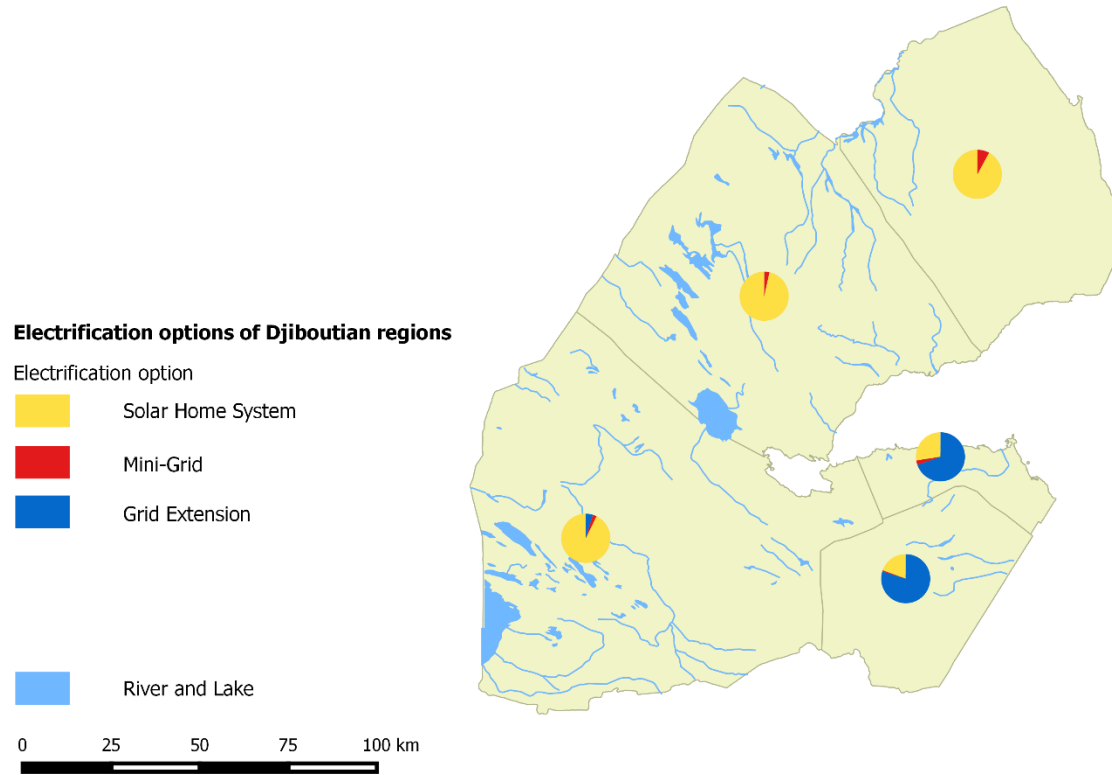 Electrification options of Djiboutian regions
Electrification option
Solar Home System
Mini-Grid
Grid Extension
River and Lake
0 25 50 75 100 km